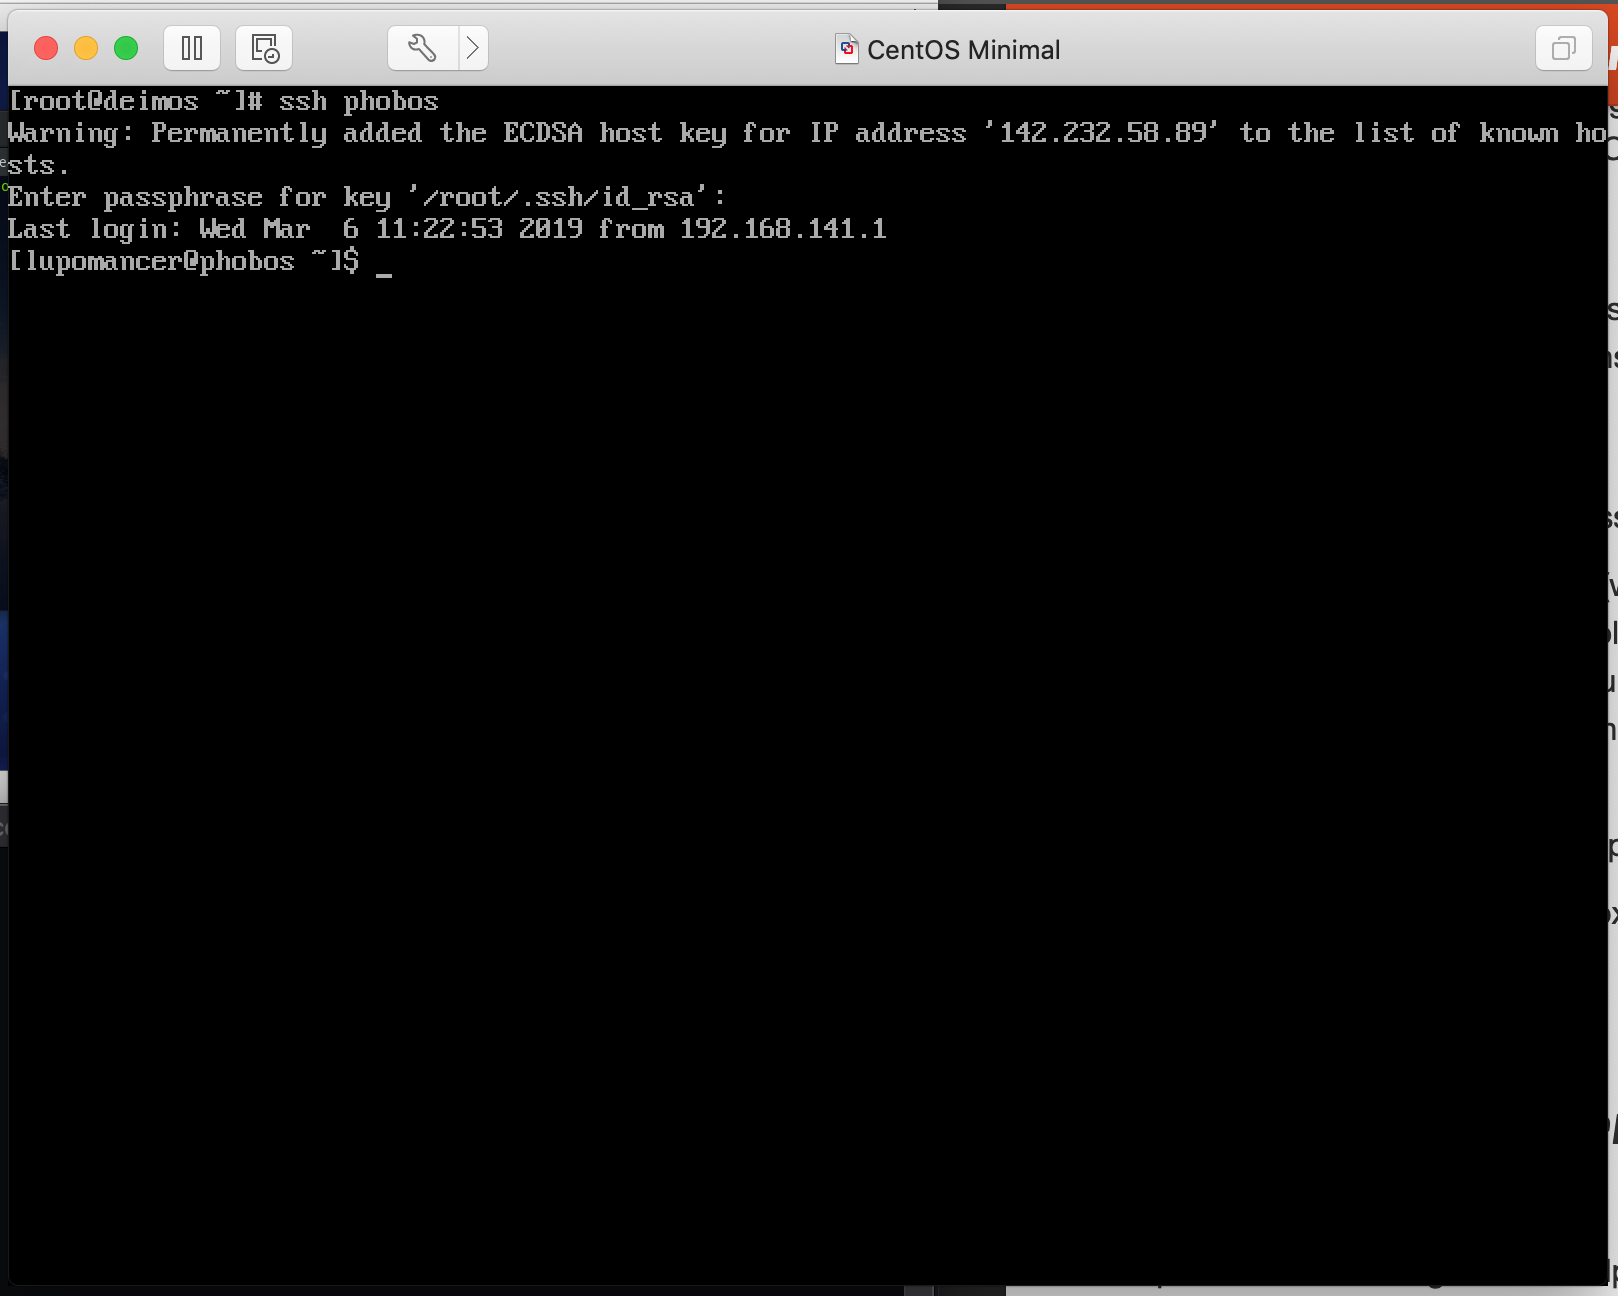 CentOS Minimal
[root@deimos ~]# ssh phobos
Warning: Permanently added the ECDSA host key for IP address '142.232.58.89' to the list of known ho
sts.
Enter passphrase for key '/root/.ssh/id_rsa':
Last login: Wed Mar  6 11:22:53 2019 from 192.168.141.1
[lupomancer@phobos ~]$ _